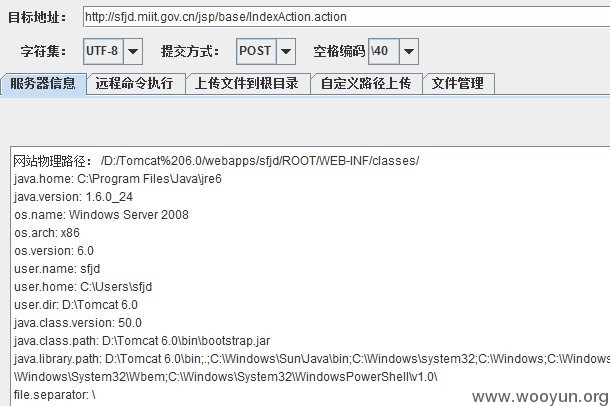 目标地址： http://sfjd.miit.gov.cn/jsp/base/IndexAction.action
字符集： UTF-8 提交方式： POST 空格编码 \40
服务器信息 远程命令执行 上传文件到根目录 自定义路径上传 文件管理
网站物理路径： /D:/Tomcat%206.0/webapps/sfjd/ROOT/WEB-INF/classes/
java.home: C:\Program Files\Java\jre6
java.version: 1.6.0_24
os.name: Windows Server 2008
os.arch: x86
os.version: 6.0
user.name: sfjd
user.home: C:\Users\sfjd
user.dir: D:\Tomcat 6.0
java.class.version: 50.0
java.class.path: D:\Tomcat 6.0\bin\bootstrap.jar
java.library.path: D:\Tomcat 6.0\bin;.;C:\Windows\Sun\Java\bin;C:\Windows\system32;C:\Windows;C:\Windows
\Windows\System32\Wbem;C:\Windows\System32\WindowsPowerShell\v1.0\
file.separator: \
www.wooyun.org